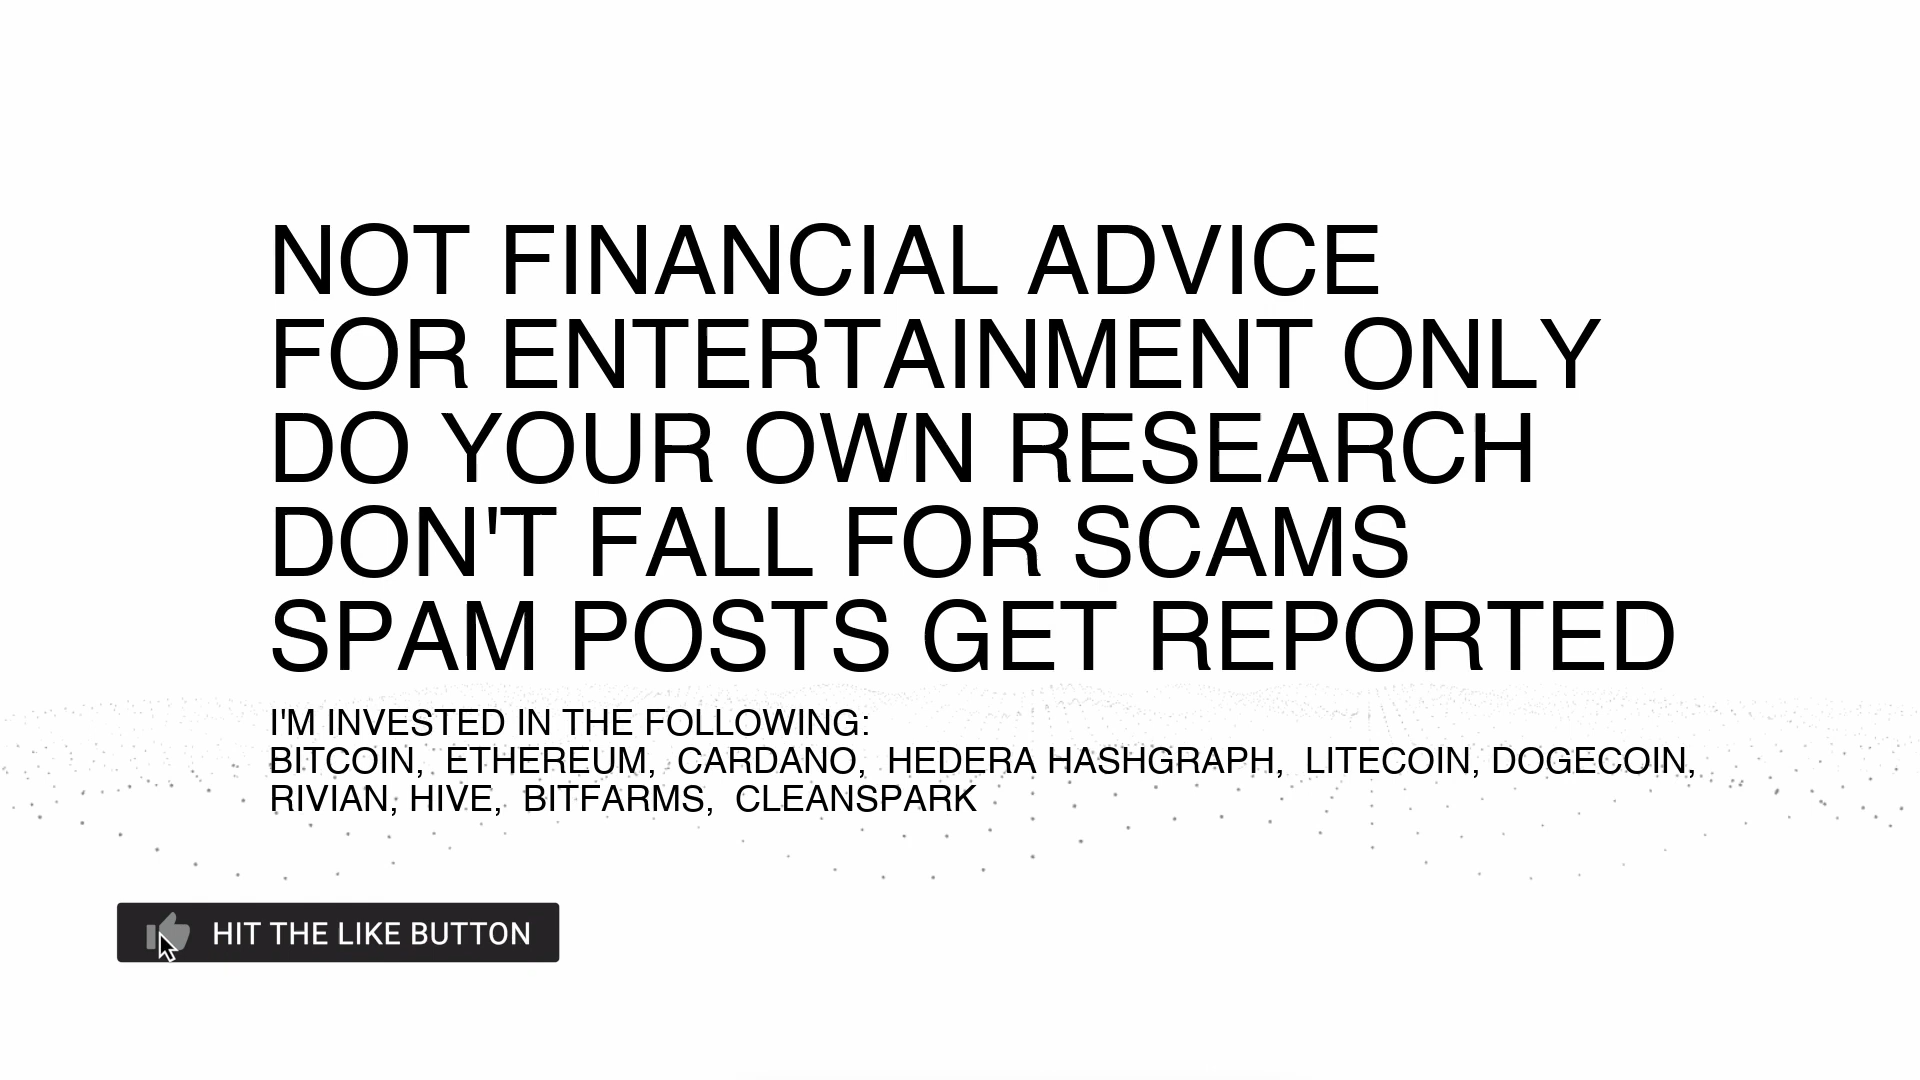 NOT FINANCIAL ADVICE
FOR ENTERTAINMENT ONLY
DO YOUR OWN RESEARCH
DON'T FALL FOR SCAMS
SPAM POSTS GET REPORTED
I'M INVESTED IN THE FOLLOWING:
BITCOIN,  ETHEREUM,  CARDANO,  HEDERA HASHGRAPH,  LITECOIN, DOGECOIN,
RIVIAN, HIVE,  BITFARMS,  CLEANSPARK
HIT THE LIKE BUTTON